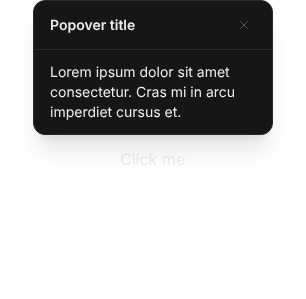 Popover title
Lorem ipsum dolor sit amet
consectetur. Cras mi in arcu
imperdiet cursus et.
Click me